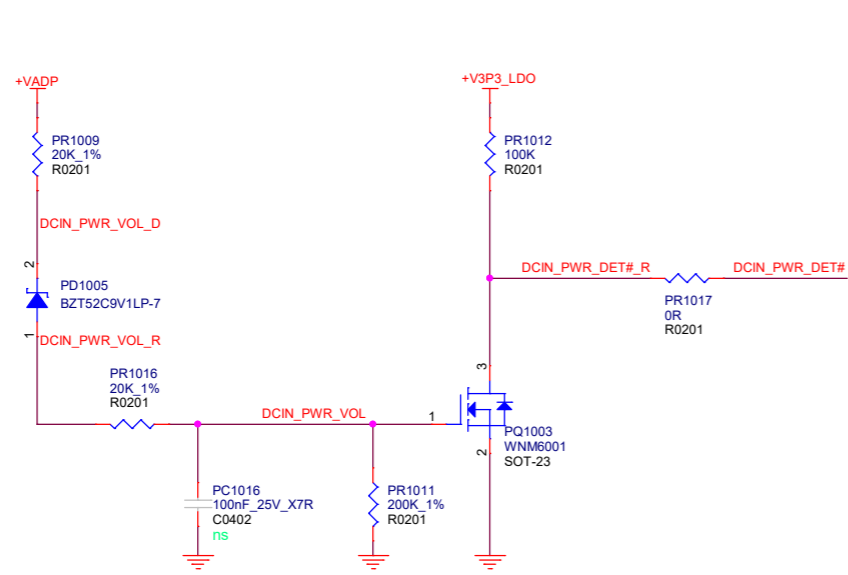 +VADP
PR1009
20K_1%
R0201
DCIN_PWR_VOL_D
2
PD1005
BZT52C9V1LP-7
1
DCIN_PWR_VOL_R
PR1016
20K_1%
R0201
DCIN_PWR_VOL
PC1016
100nF_25V_X7R
C0402
ns
PR1011
200K_1%
R0201
+V3P3_LDO
PR1012
100K
R0201
DCIN_PWR_DET#_R
DCIN_PWR_DET#
PR1017
0R
R0201
3
1
PQ1003
WNM6001
SOT-23
2